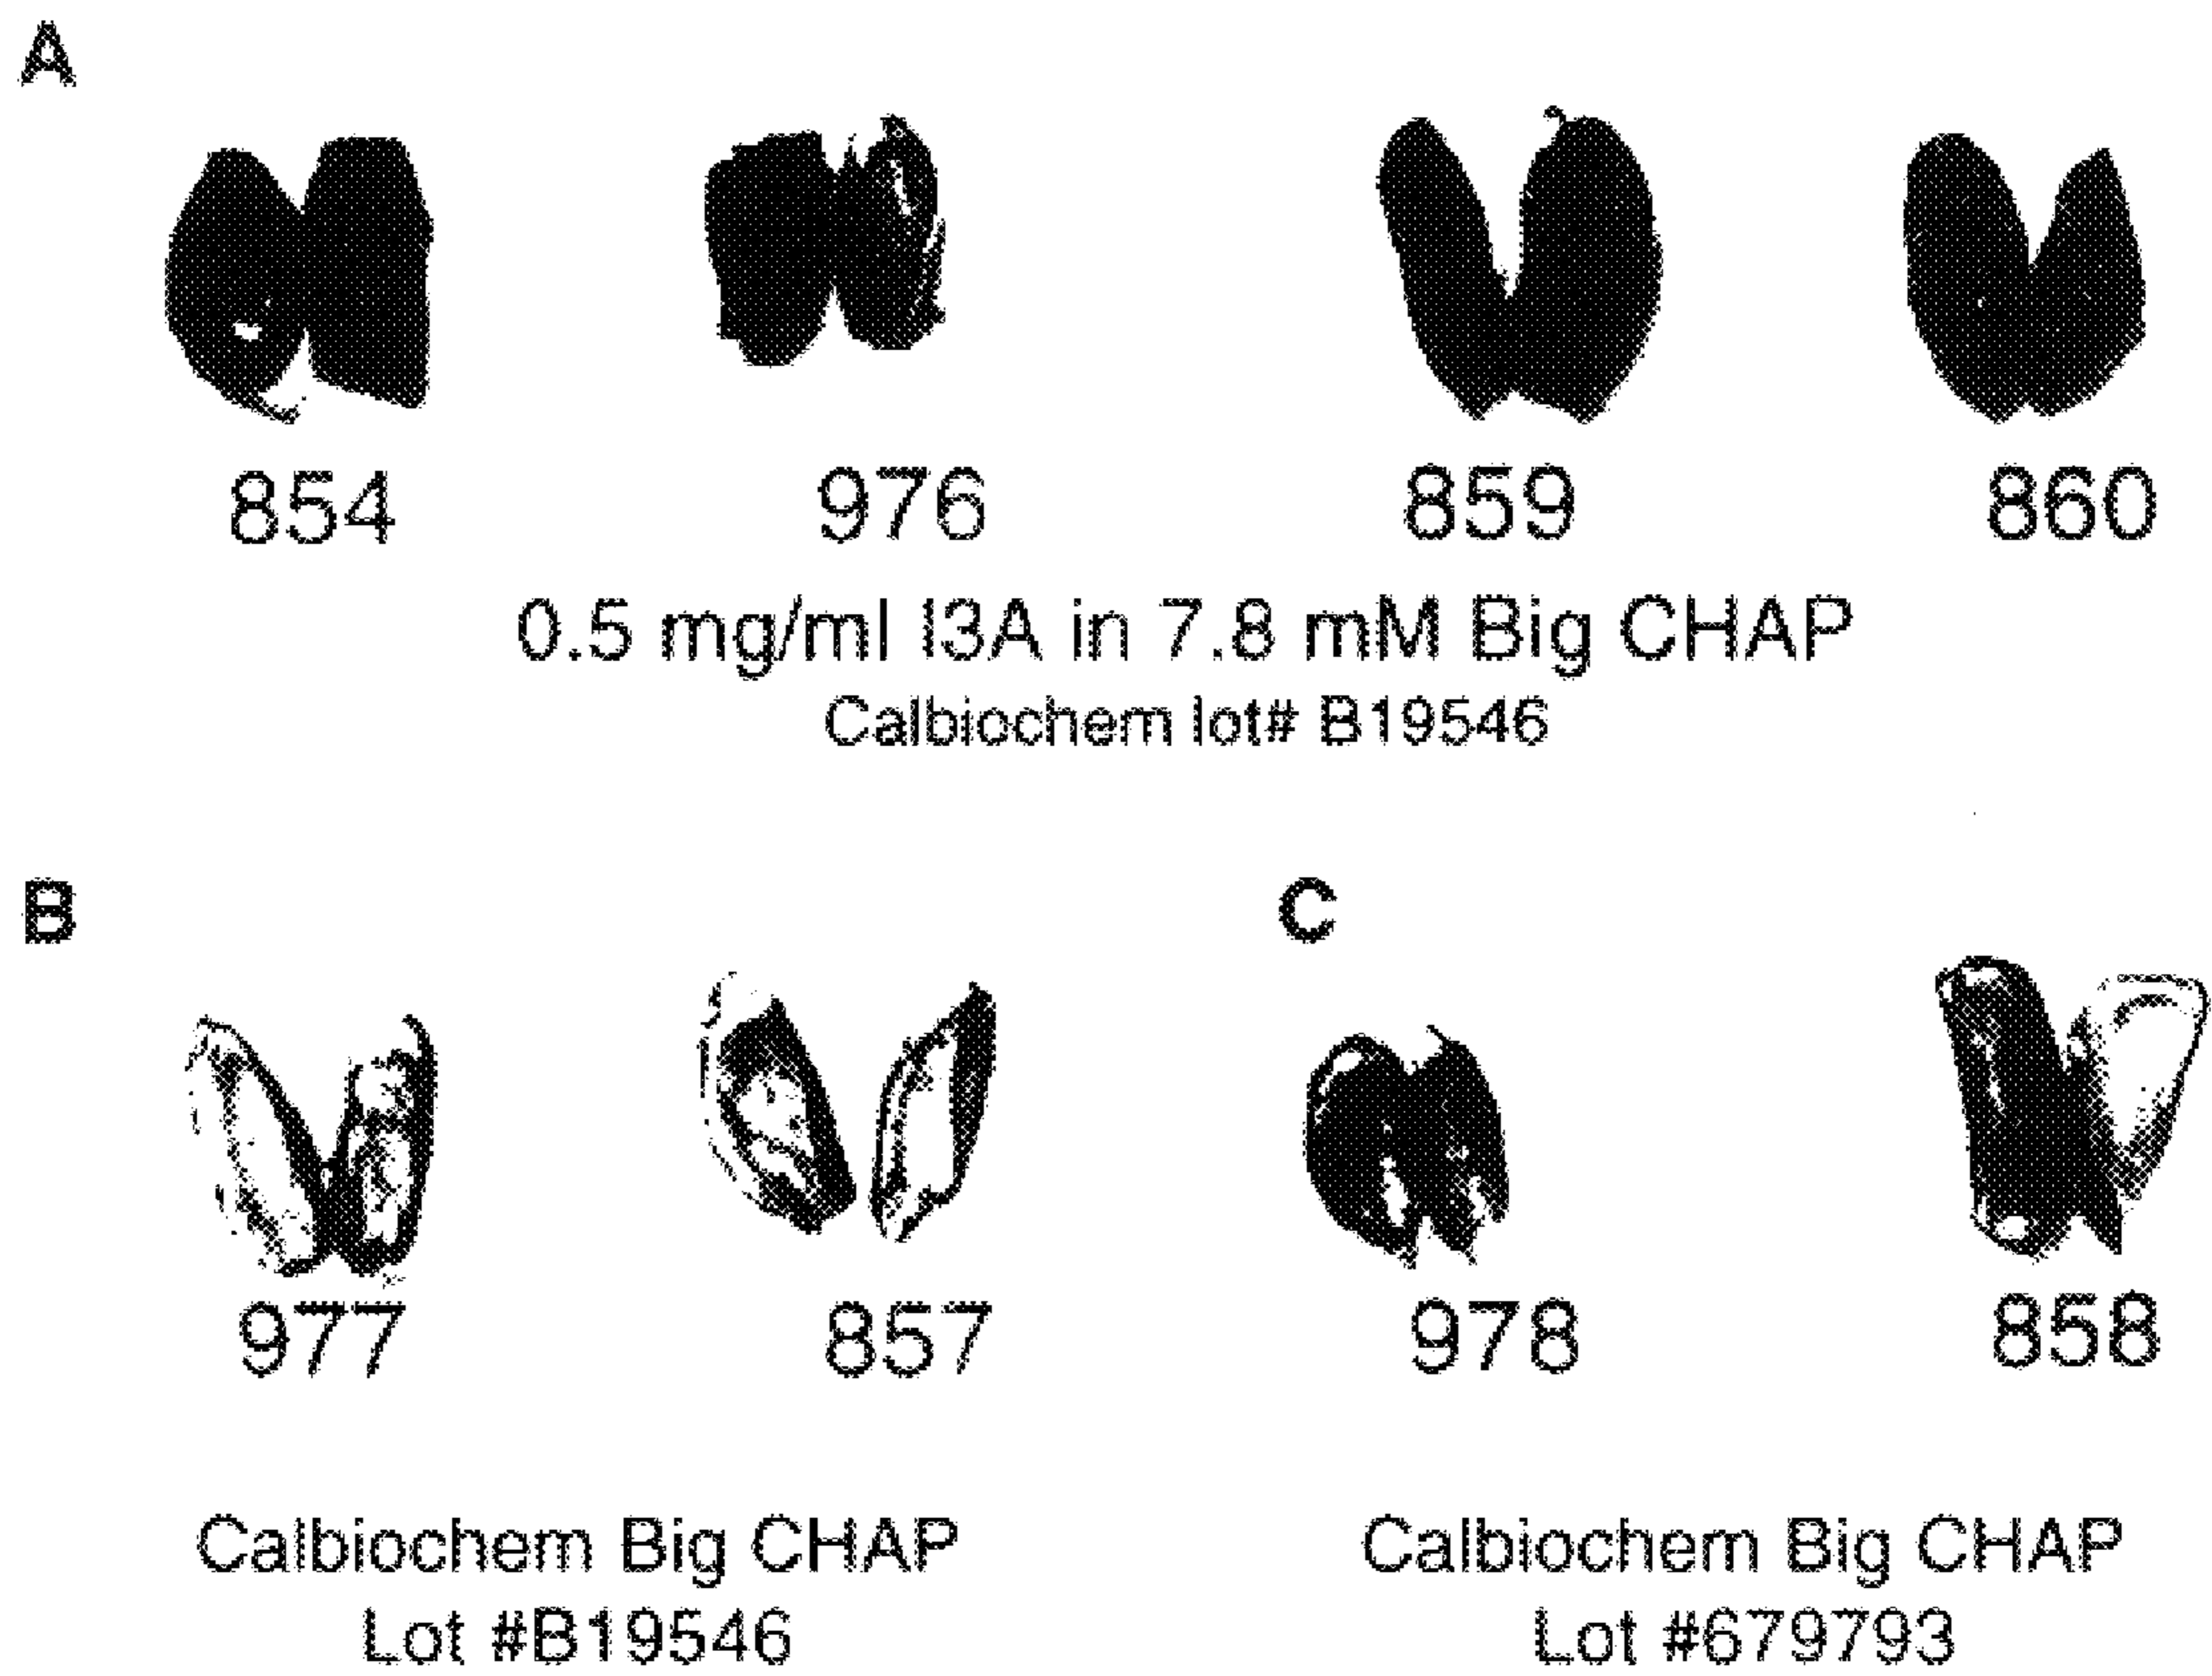 A
854 976 859 860
0.5 mg/ml I3A in 7.8 mM Big CHAP
Calbiochem lot# B19546
B C
977 857 978 858
Calbiochem Big CHAP Calbiochem Big CHAP
Lot #B19546 Lot #679793